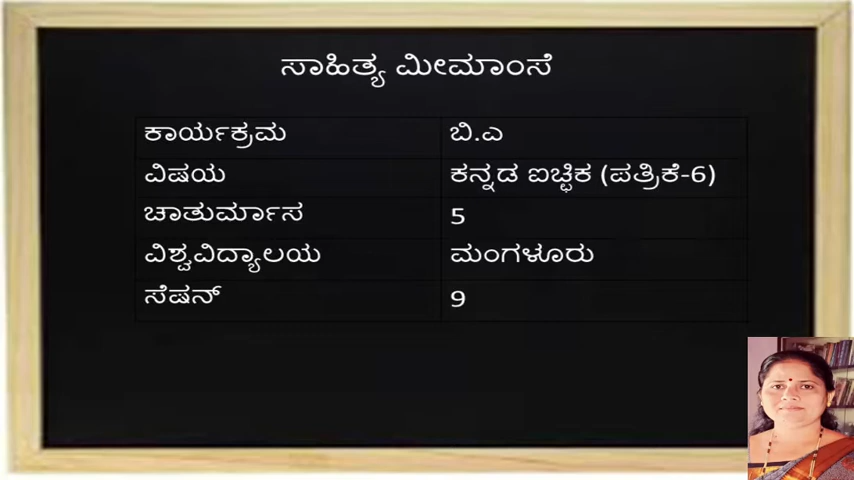 ಸಾಹಿತ್ಯ ಮೀಮಾಂಸೆ
ಕಾರ್ಯಕ್ರಮ ಬಿ.ಎ
ವಿಷಯ ಕನ್ನಡ ಐಚ್ಛಿಕ (ಪತ್ರಿಕೆ-6)
ಚಾತುರ್ಮಾಸ 5
ವಿಶ್ವವಿದ್ಯಾಲಯ ಮಂಗಳೂರು
ಸೆಷನ್ 9